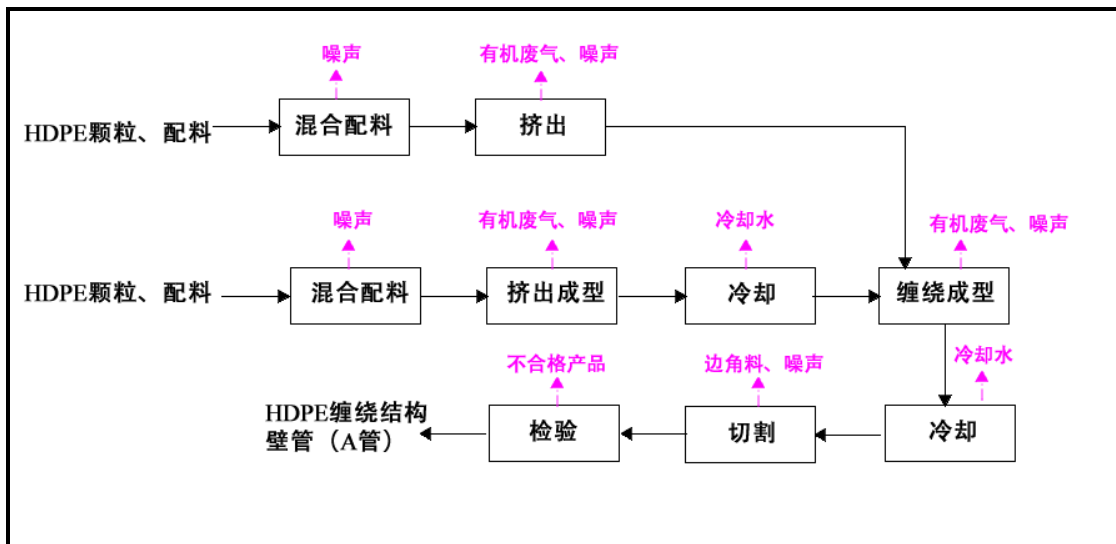 噪声
有机废气、噪声
HDPE颗粒、配料
混合配料
挤出
噪声
有机废气、噪声
冷却水
有机废气、噪声
HDPE颗粒、配料
混合配料
挤出成型
冷却
缠绕成型
不合格产品
边角料、噪声
冷却水
HDPE缠绕结构
壁管（A管）
检验
切割
冷却